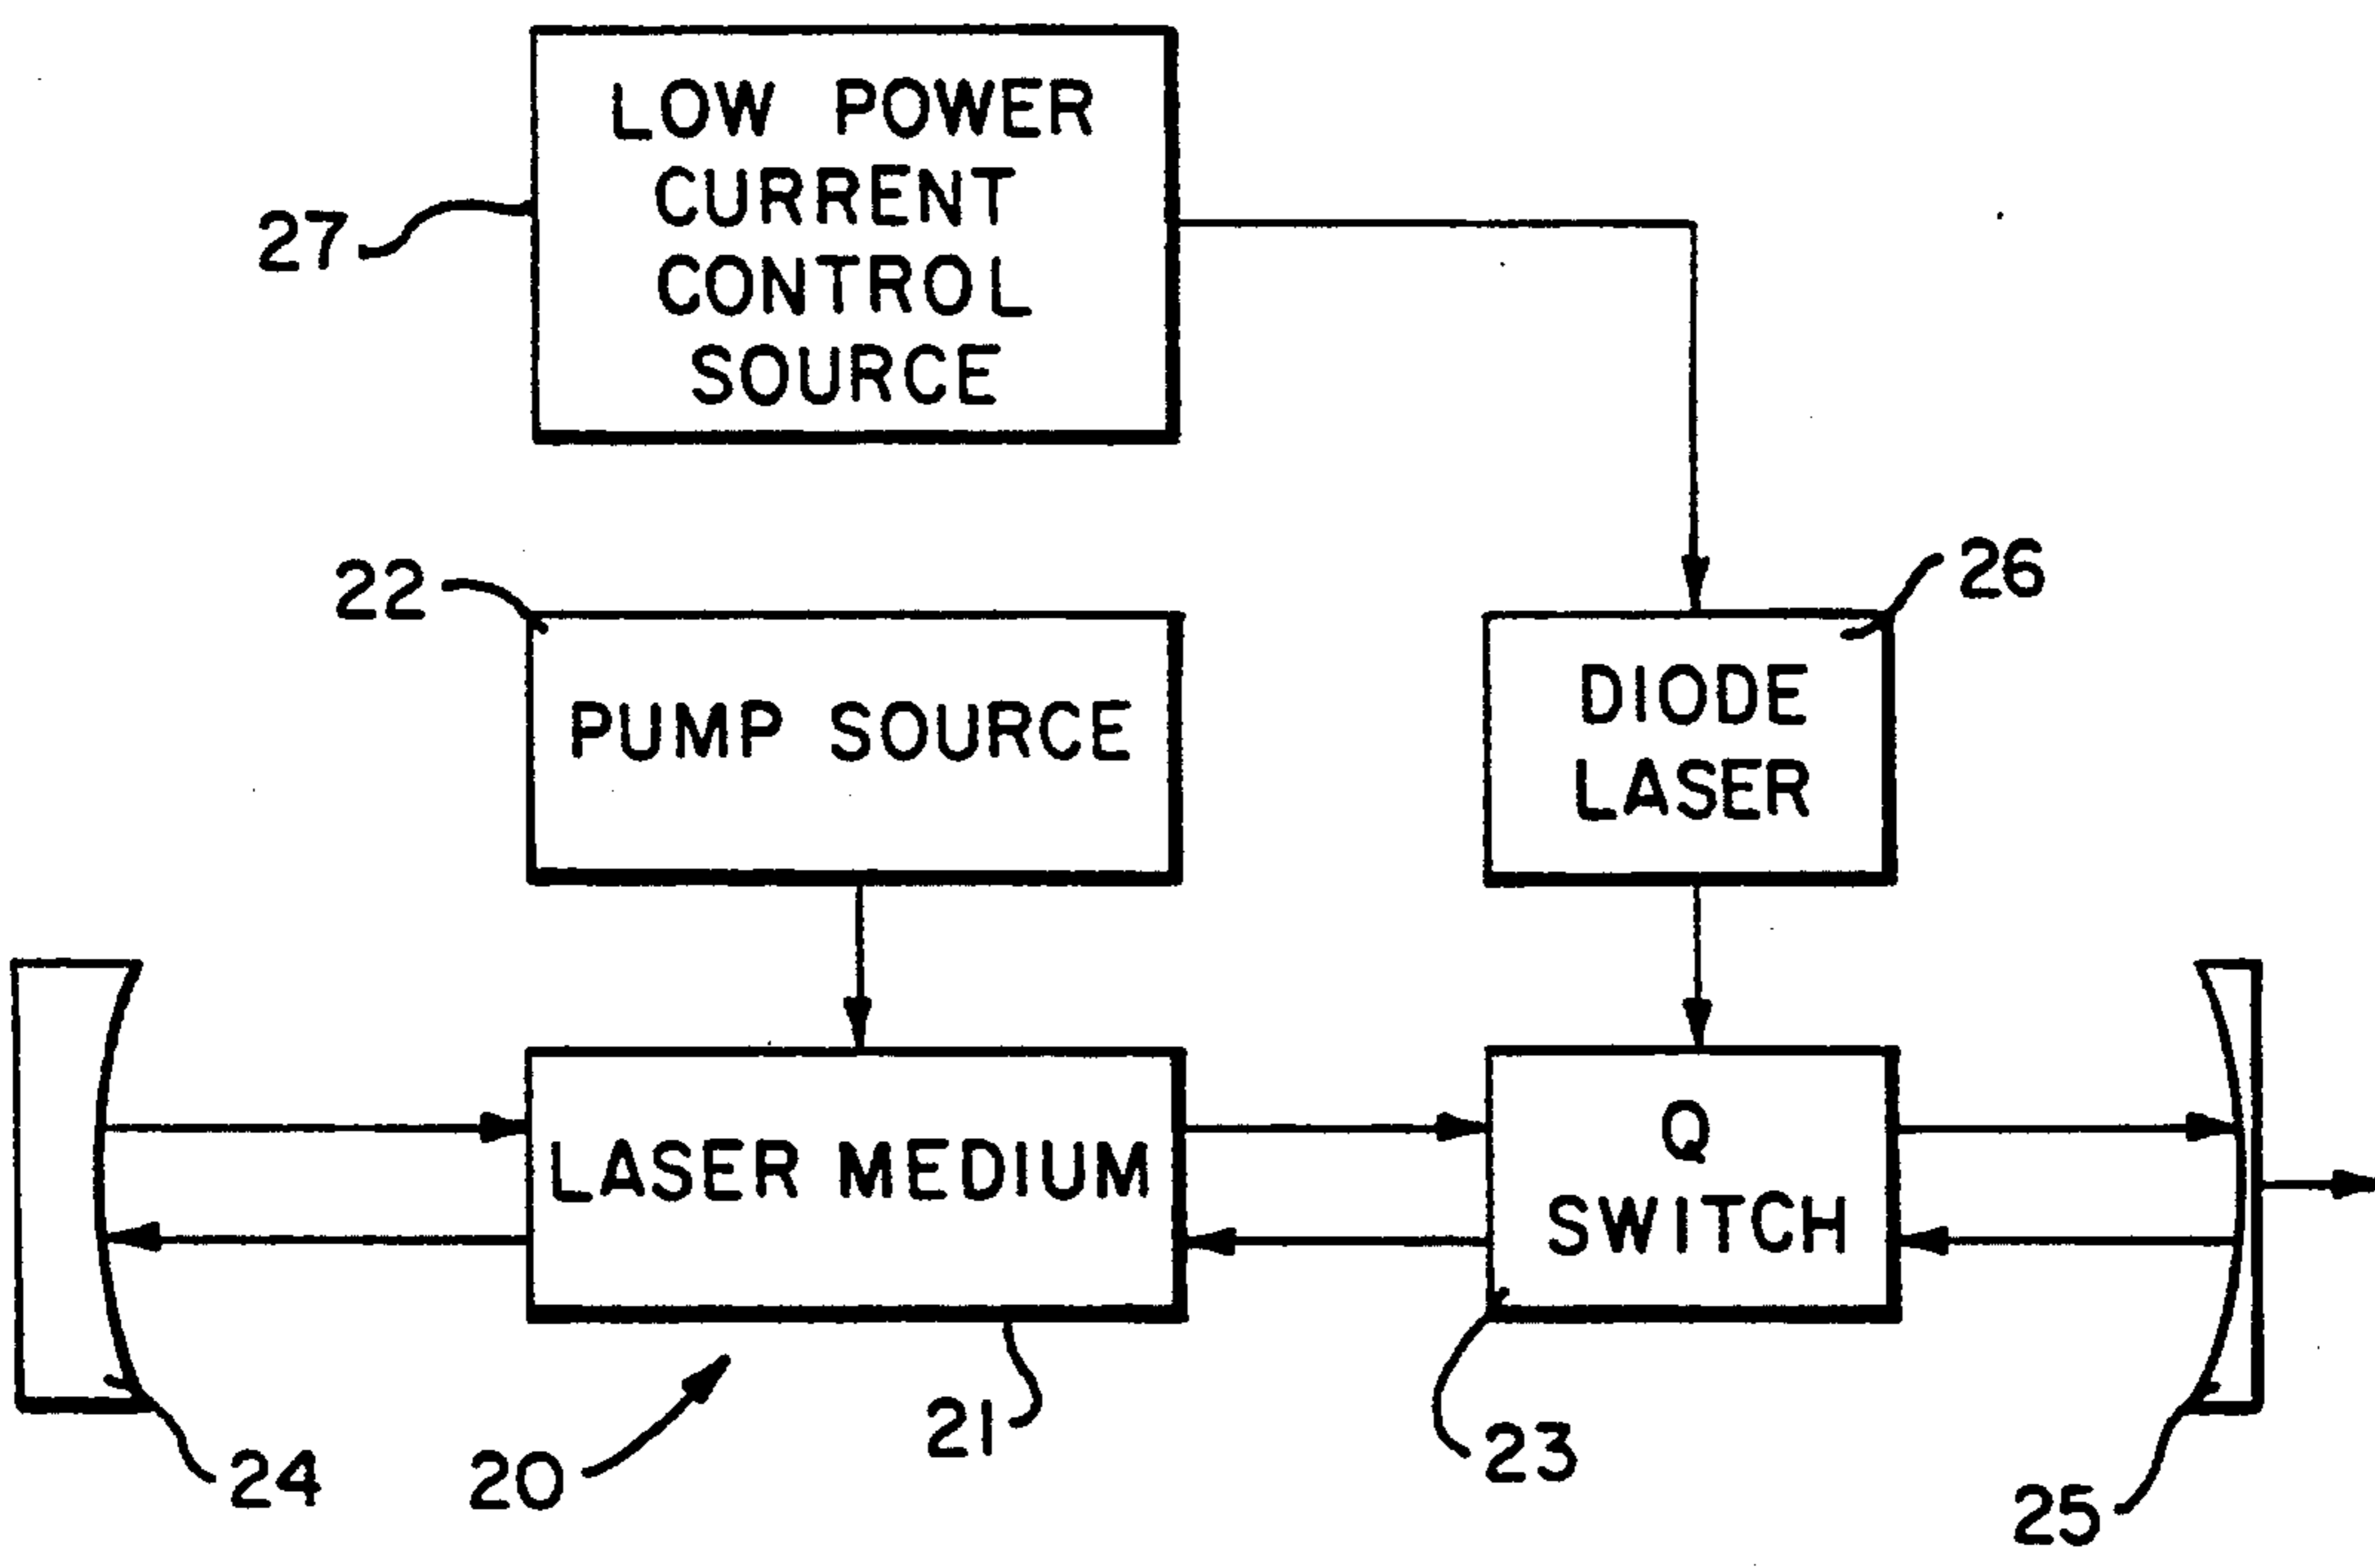 LOW POWER
CURRENT
CONTROL
SOURCE
27
22
26
PUMP SOURCE
DIODE
LASER
LASER MEDIUM
Q
SWITCH
24
20
21
23
25